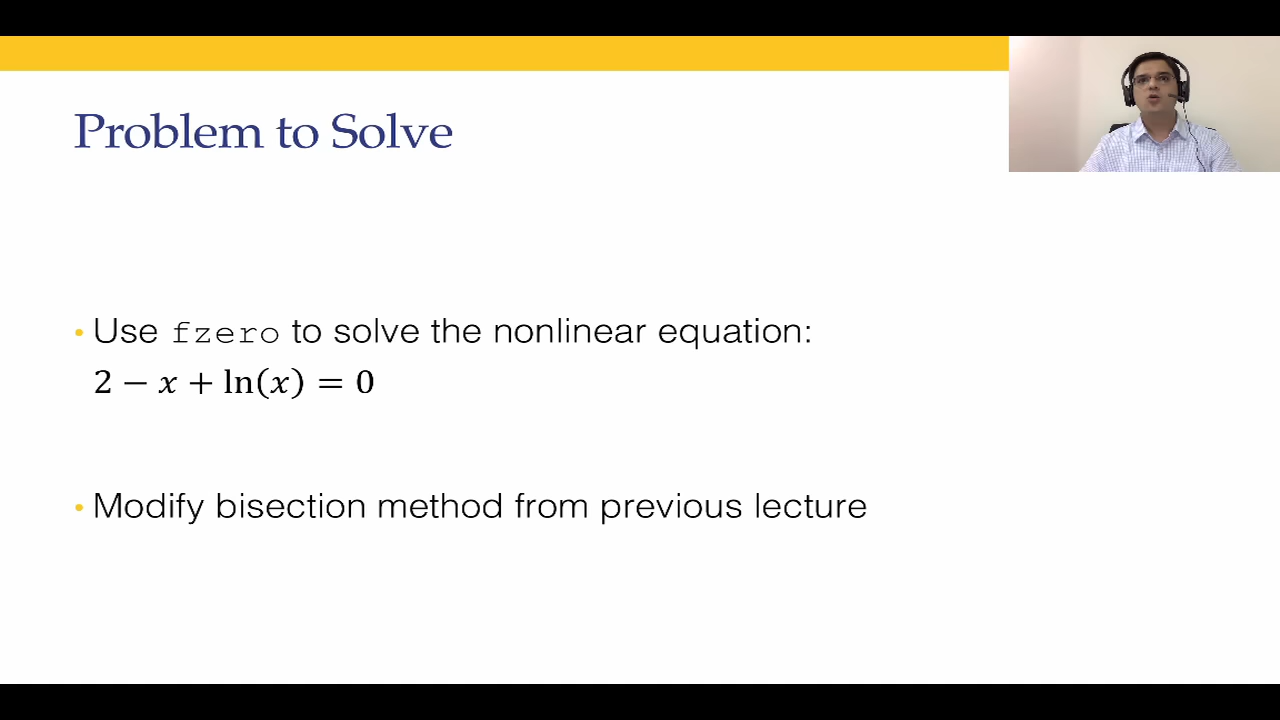 Problem to Solve
• Use fzero to solve the nonlinear equation:
2 − x + ln(x) = 0
• Modify bisection method from previous lecture